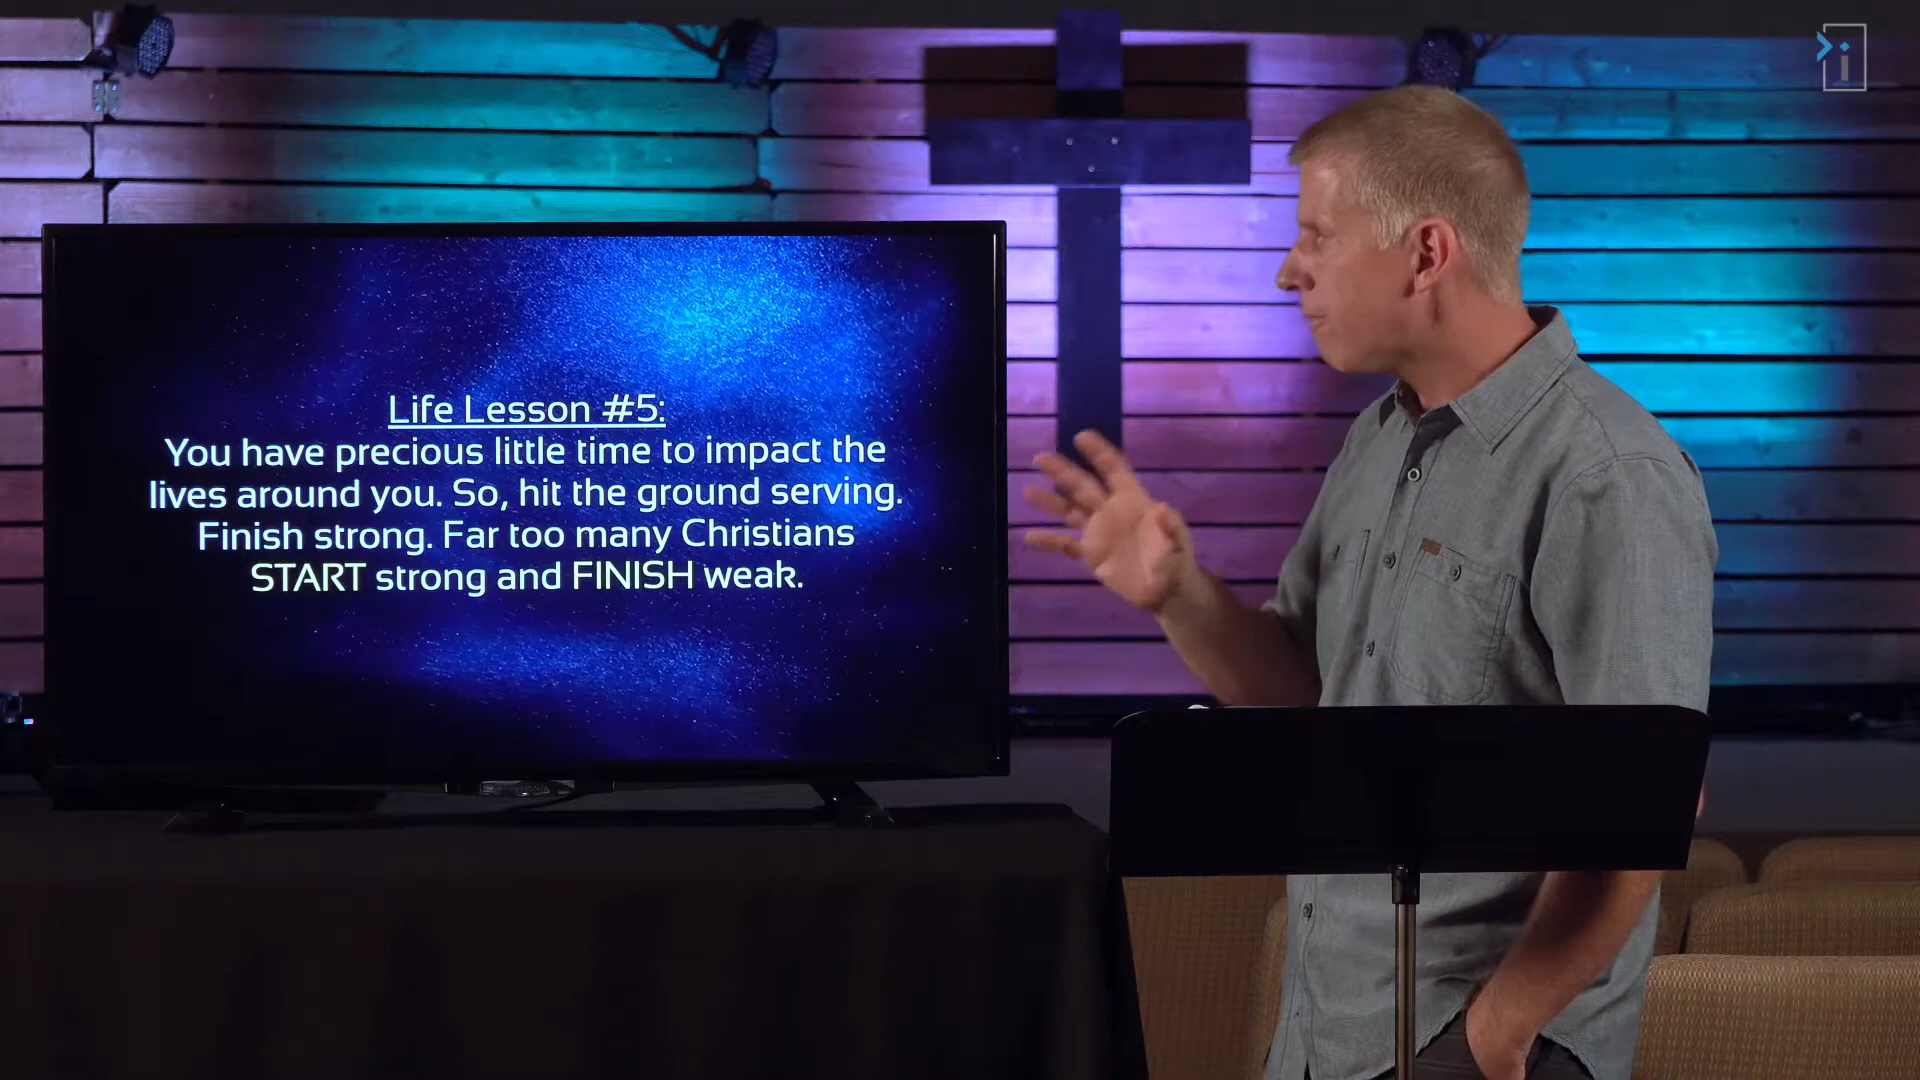 Life Lesson #5:
You have precious little time to impact the
lives around you. So, hit the ground serving.
Finish strong. Far too many Christians
START strong and FINISH weak.